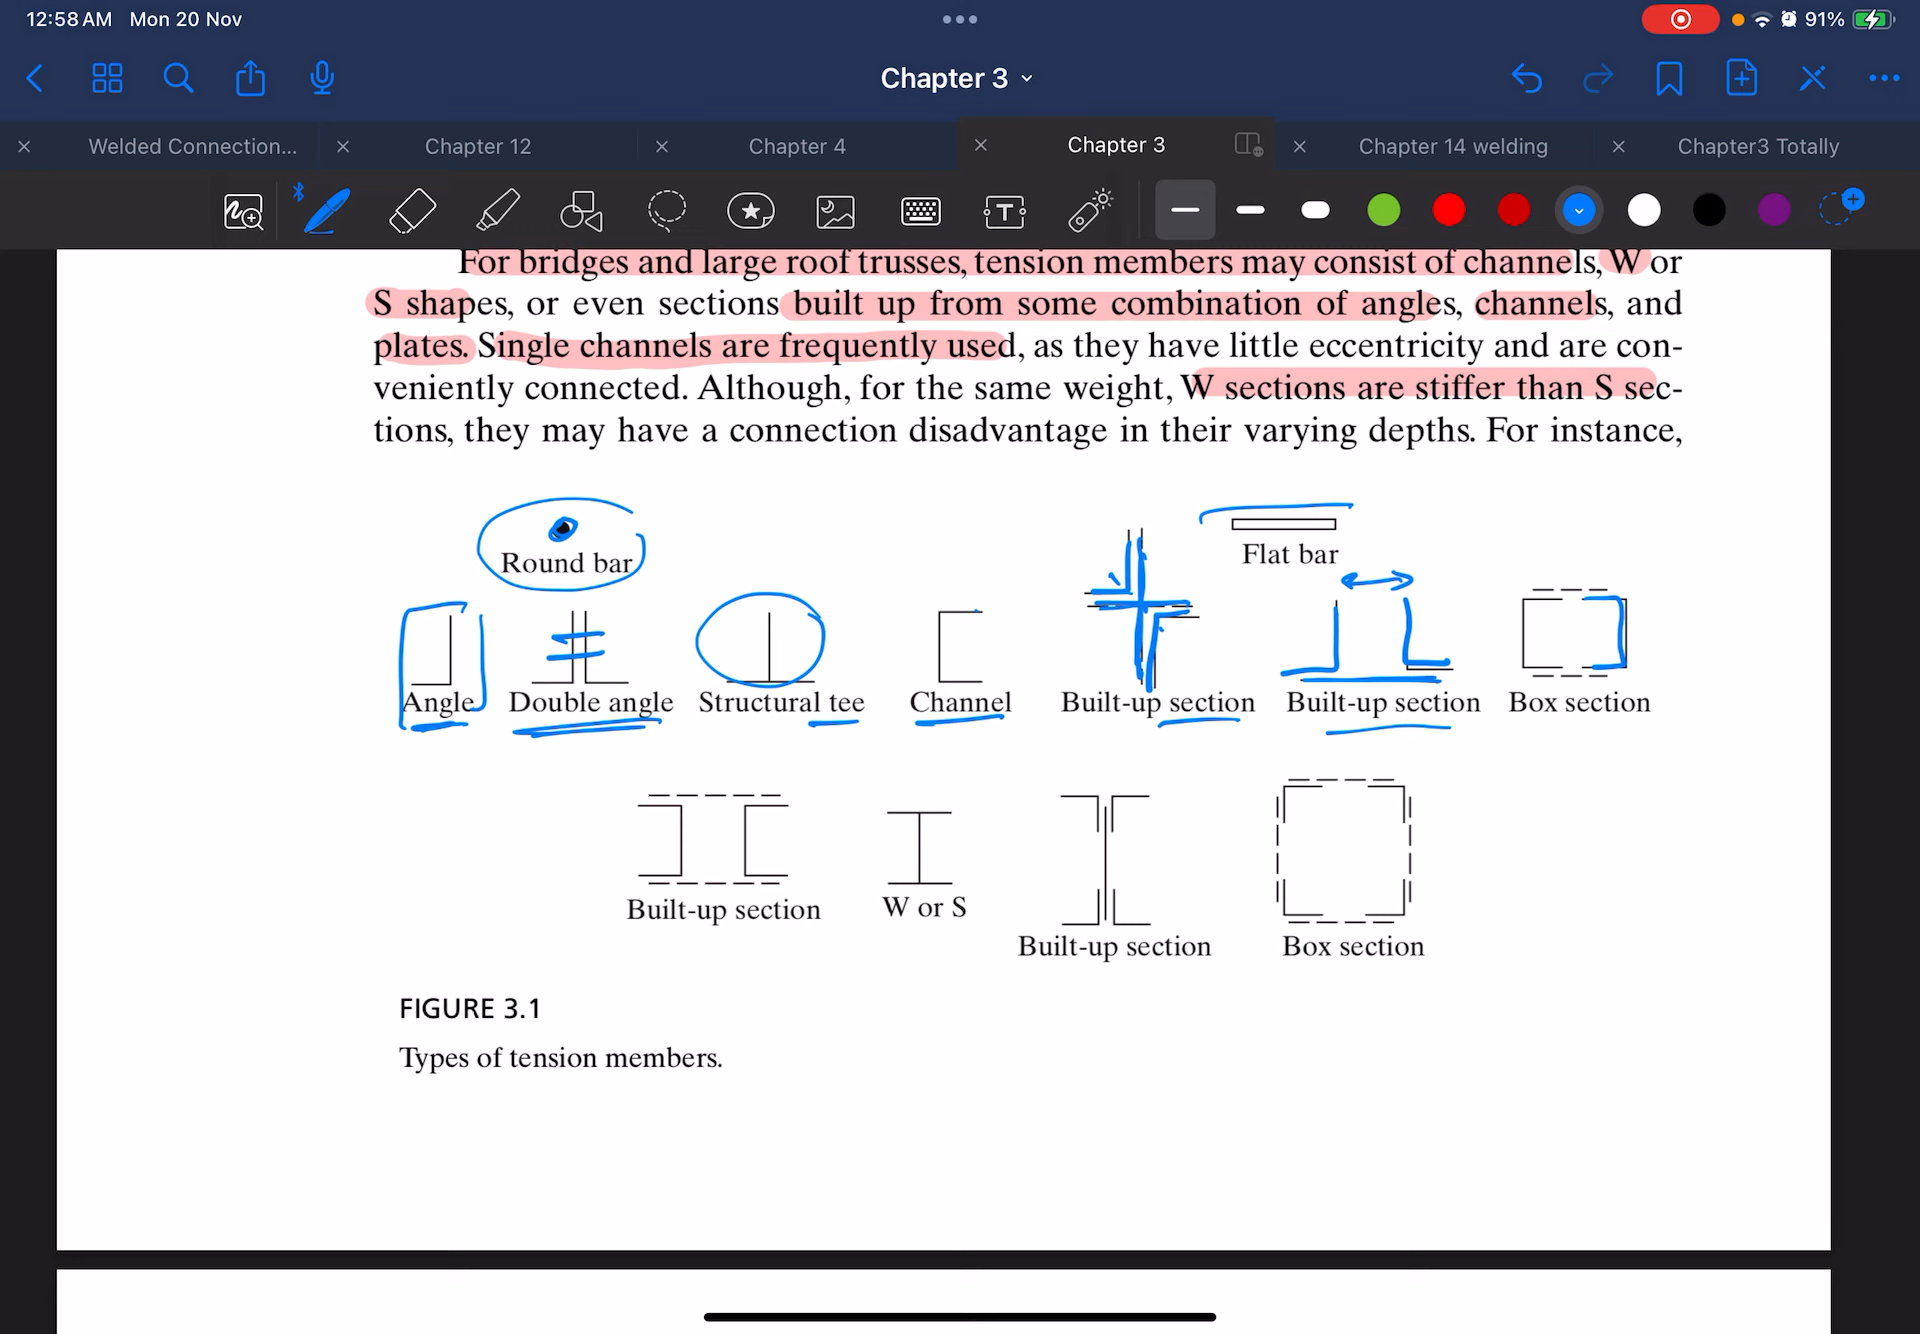 12:58 AM Mon 20 Nov
91%
Chapter 3
Welded Connection...
Chapter 12
Chapter 4
Chapter 3
Chapter 14 welding
Chapter3 Totally
For bridges and large roof trusses, tension members may consist of channels, W or
S shapes, or even sections built up from some combination of angles, channels, and
plates. Single channels are frequently used, as they have little eccentricity and are con-
veniently connected. Although, for the same weight, W sections are stiffer than S sec-
tions, they may have a connection disadvantage in their varying depths. For instance,
Round bar
Flat bar
Angle Double angle Structural tee Channel Built-up section Built-up section Box section
Built-up section W or S
Built-up section Box section
FIGURE 3.1
Types of tension members.